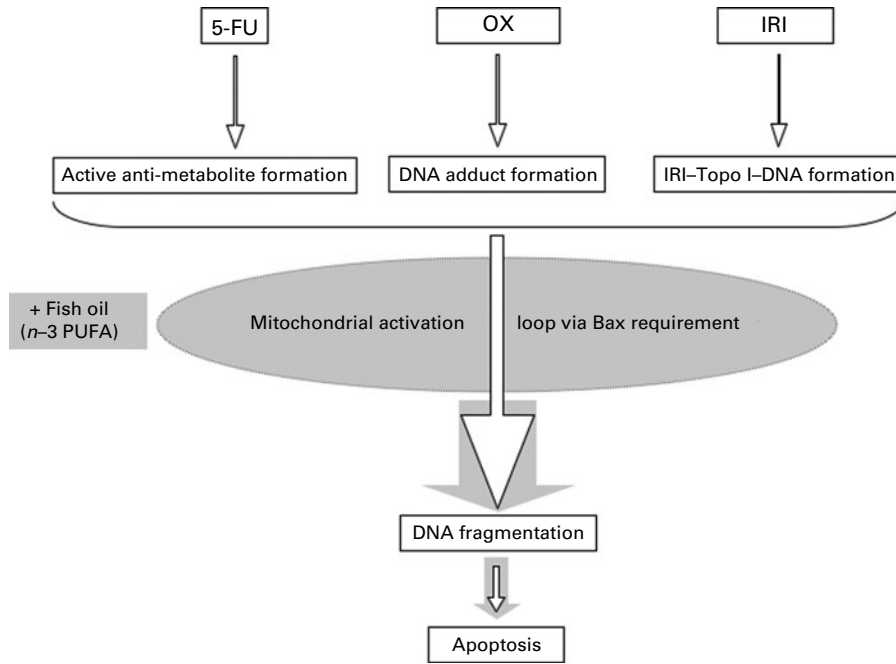 5-FU
OX
IRI
Active anti-metabolite formation
DNA adduct formation
IRI–Topo I–DNA formation
+ Fish oil
(n–3 PUFA)
Mitochondrial activation loop via Bax requirement
DNA fragmentation
Apoptosis